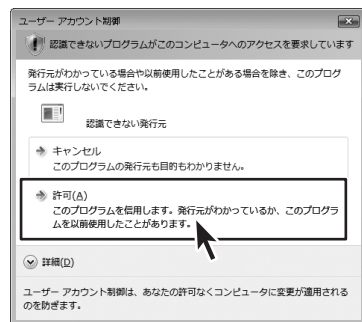 ユーザー アカウント制御
認識できないプログラムがこのコンピュータへのアクセスを要求しています
発行元がわかっている場合や以前使用したことがある場合を除き、このプログ
ラムは実行しないでください。
認識できない発行元
キャンセル
このプログラムの発行元も目的もわかりません。
許可(A)
このプログラムを信用します。発行元がわかっているか、このプログラ
ムを以前使用したことがあります。
詳細(D)
ユーザー アカウント制御は、あなたの許可なくコンピュータに変更が適用される
のを防ぎます。